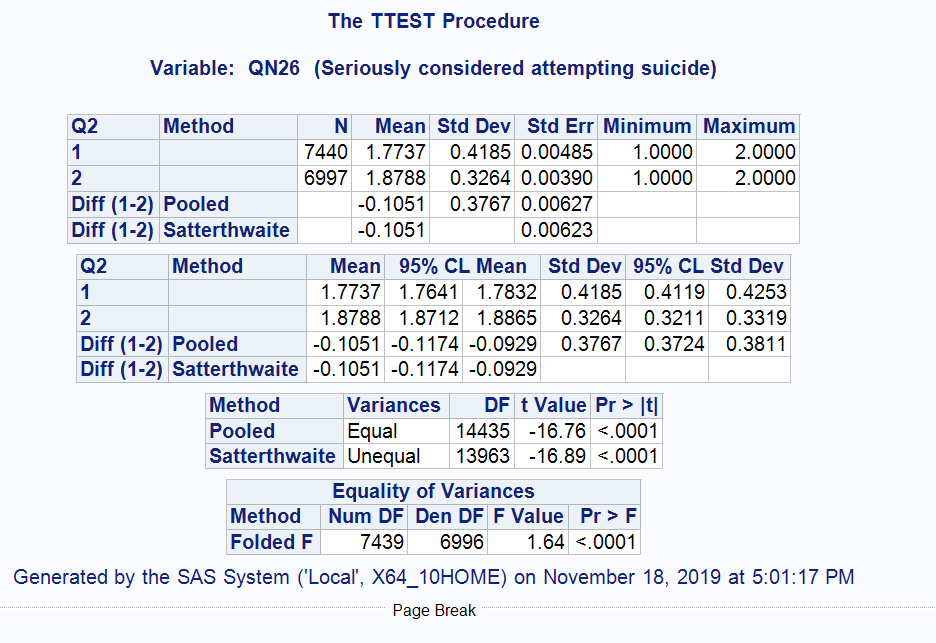 The TTEST Procedure
Variable: QN26 (Seriously considered attempting suicide)
Q2 Method N Mean Std Dev Std Err Minimum Maximum
1 7440 1.7737 0.4185 0.00485 1.0000 2.0000
2 6997 1.8788 0.3264 0.00390 1.0000 2.0000
Diff (1-2) Pooled -0.1051 0.3767 0.00627
Diff (1-2) Satterthwaite -0.1051 0.00623
Q2 Method Mean 95% CL Mean Std Dev 95% CL Std Dev
1 1.7737 1.7641 1.7832 0.4185 0.4119 0.4253
2 1.8788 1.8712 1.8865 0.3264 0.3211 0.3319
Diff (1-2) Pooled -0.1051 -0.1174 -0.0929 0.3767 0.3724 0.3811
Diff (1-2) Satterthwaite -0.1051 -0.1174 -0.0929
Method Variances DF t Value Pr > |t|
Pooled Equal 14435 -16.76 <.0001
Satterthwaite Unequal 13963 -16.89 <.0001
Equality of Variances
Method Num DF Den DF F Value Pr > F
Folded F 7439 6996 1.64 <.0001
Generated by the SAS System ('Local', X64_10HOME) on November 18, 2019 at 5:01:17 PM
Page Break